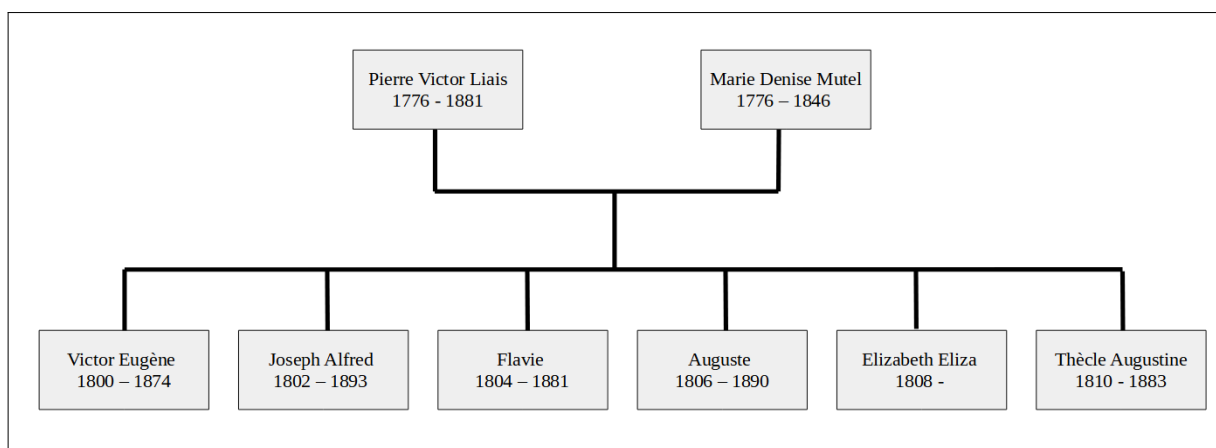 Pierre Victor Liais
1776 - 1881
Marie Denise Mutel
1776 – 1846
Victor Eugène
1800 – 1874
Joseph Alfred
1802 – 1893
Flavie
1804 – 1881
Auguste
1806 – 1890
Elizabeth Eliza
1808 -
Thècle Augustine
1810 - 1883